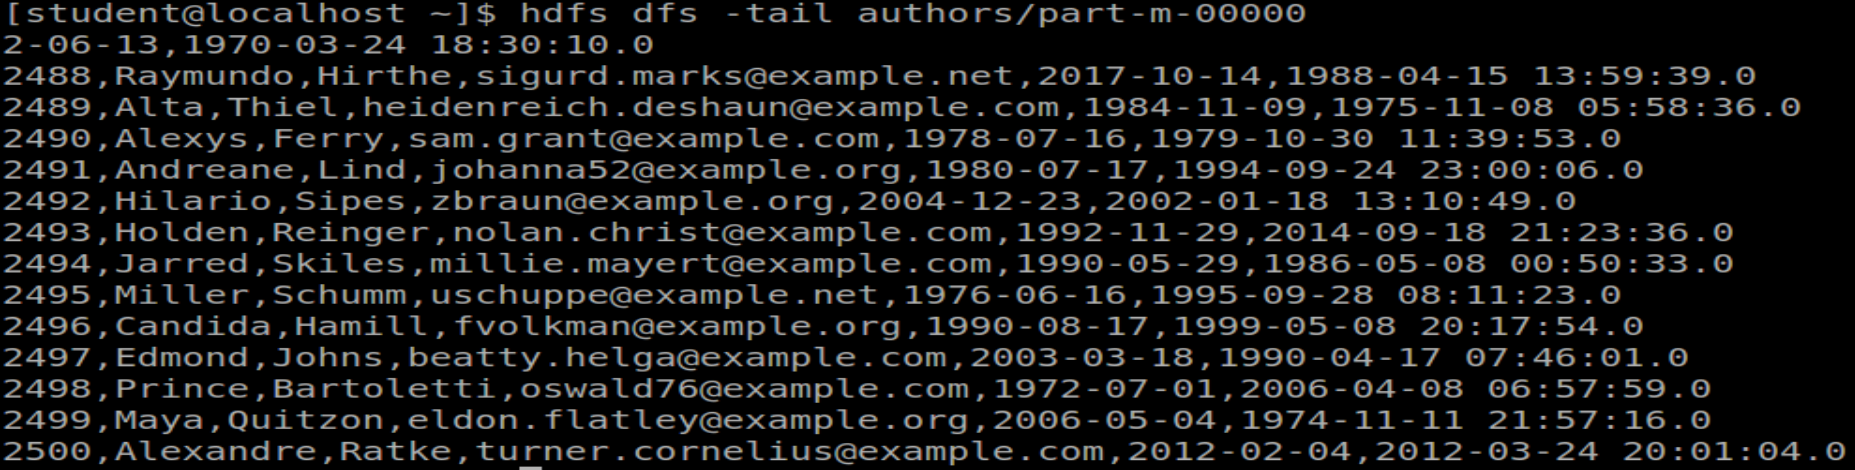 [student@localhost ~]$ hdfs dfs -tail authors/part-m-00000
2-06-13,1970-03-24 18:30:10.0
2488,Raymundo,Hirthe,sigurd.marks@example.net,2017-10-14,1988-04-15 13:59:39.0
2489,Alta,Thiel,heidenreich.deshaun@example.com,1984-11-09,1975-11-08 05:58:36.0
2490,Alexys,Ferry,sam.grant@example.com,1978-07-16,1979-10-30 11:39:53.0
2491,Andreane,Lind,johanna52@example.org,1980-07-17,1994-09-24 23:00:06.0
2492,Hilario,Sipes,zbraun@example.org,2004-12-23,2002-01-18 13:10:49.0
2493,Holden,Reinger,nolan.christ@example.com,1992-11-29,2014-09-18 21:23:36.0
2494,Jarred,Skiles,millie.mayert@example.com,1990-05-29,1986-05-08 00:50:33.0
2495,Miller,Schumm,uschuppe@example.net,1976-06-16,1995-09-28 08:11:23.0
2496,Candida,Hamill,fvolkman@example.org,1990-08-17,1999-05-08 20:17:54.0
2497,Edmond,Johns,beatty.helga@example.com,2003-03-18,1990-04-17 07:46:01.0
2498,Prince,Bartoletti,oswald76@example.com,1972-07-01,2006-04-08 06:57:59.0
2499,Maya,Quitzon,eldon.flatley@example.org,2006-05-04,1974-11-11 21:57:16.0
2500,Alexandre,Ratke,turner.cornelius@example.com,2012-02-04,2012-03-24 20:01:04.0